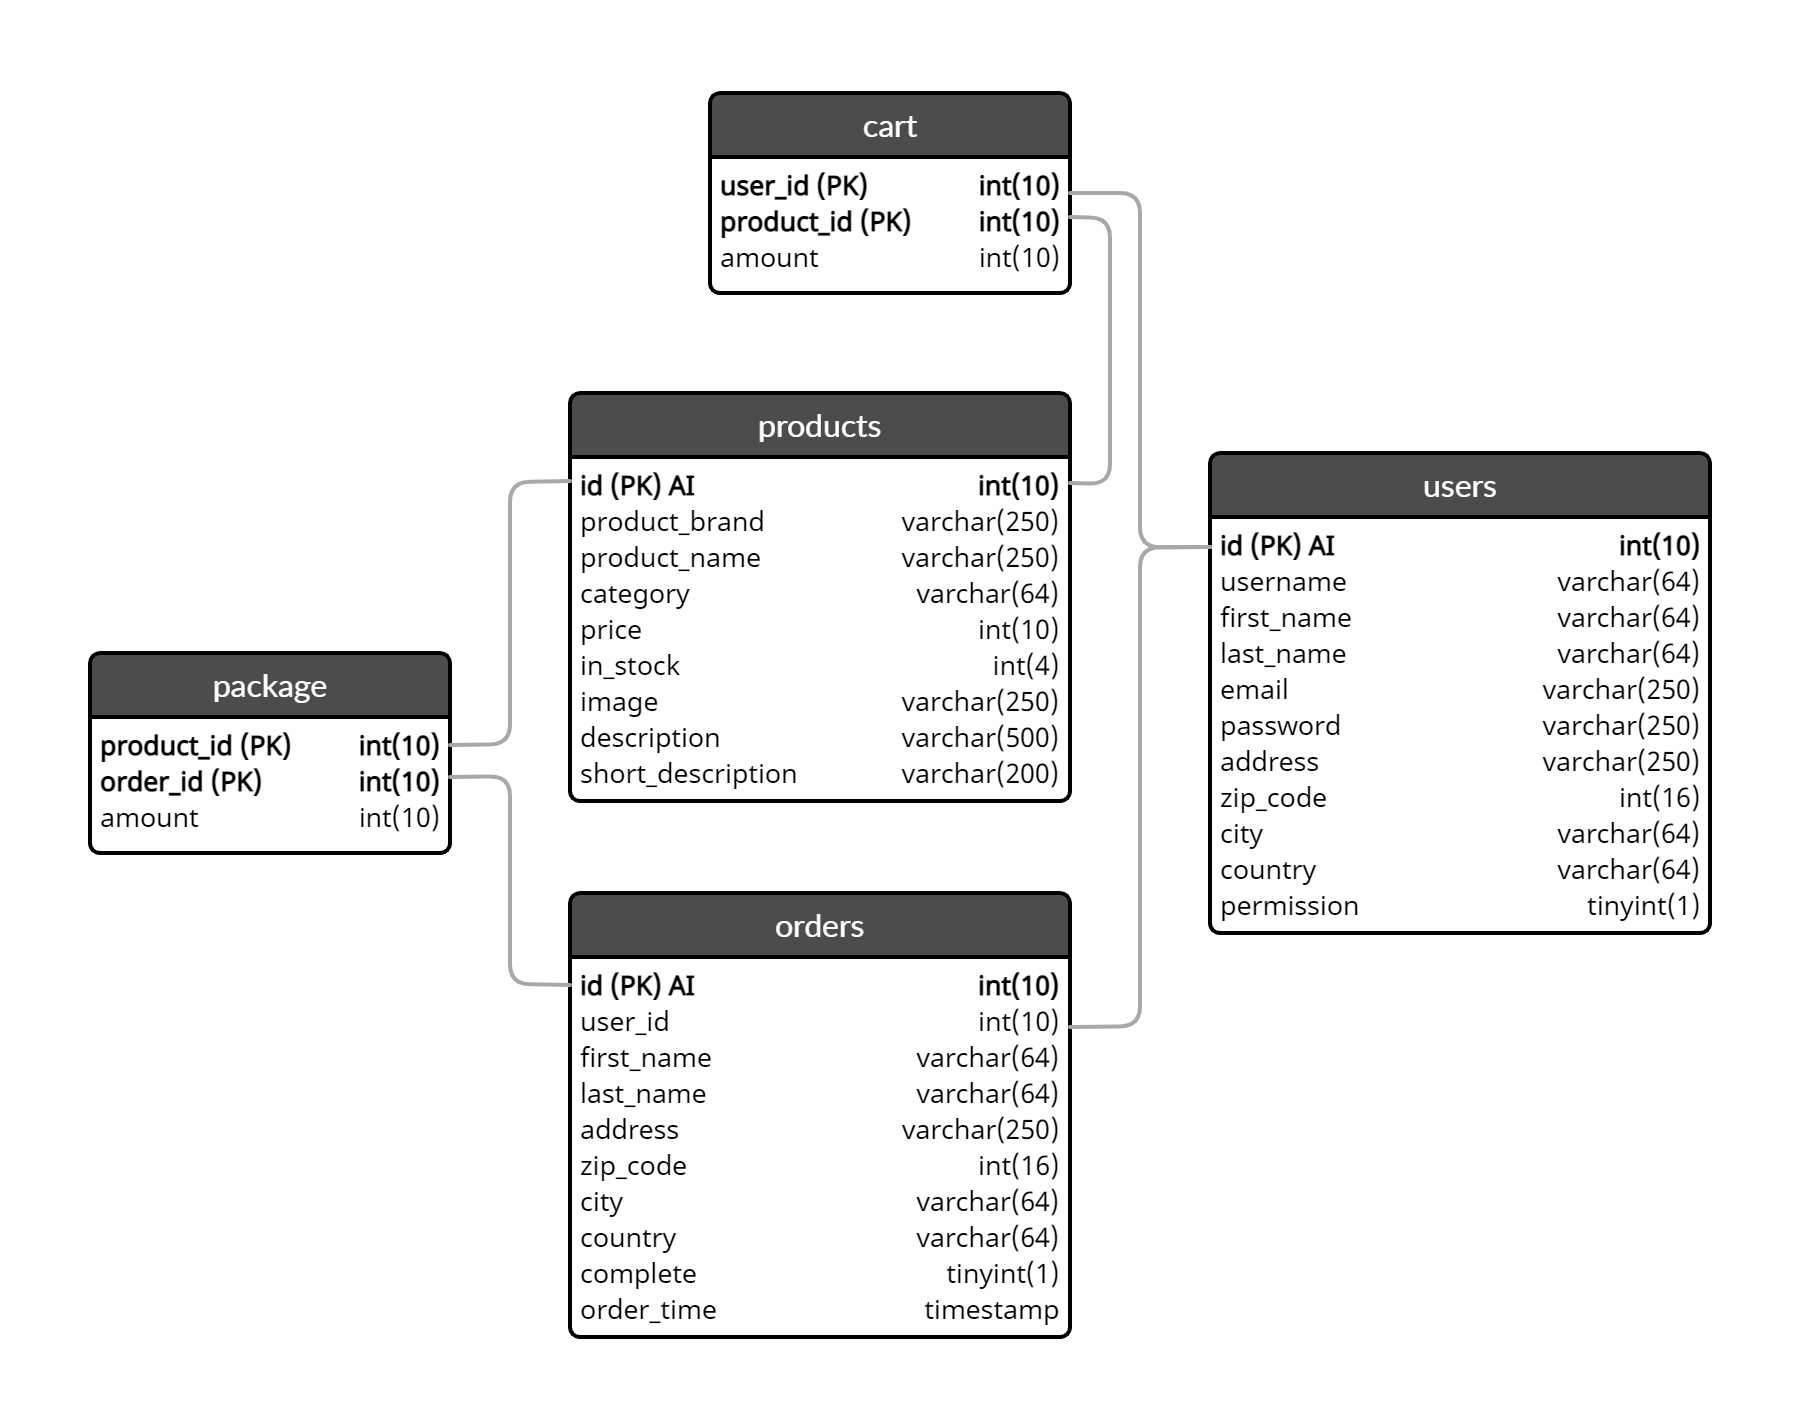 cart
user_id (PK) int(10)
product_id (PK) int(10)
amount int(10)
products
id (PK) AI int(10)
product_brand varchar(250)
product_name varchar(250)
category varchar(64)
price int(10)
in_stock int(4)
image varchar(250)
description varchar(500)
short_description varchar(200)
users
id (PK) AI int(10)
username varchar(64)
first_name varchar(64)
last_name varchar(64)
email varchar(250)
password varchar(250)
address varchar(250)
zip_code int(16)
city varchar(64)
country varchar(64)
permission tinyint(1)
package
product_id (PK) int(10)
order_id (PK) int(10)
amount int(10)
orders
id (PK) AI int(10)
user_id int(10)
first_name varchar(64)
last_name varchar(64)
address varchar(250)
zip_code int(16)
city varchar(64)
country varchar(64)
complete tinyint(1)
order_time timestamp